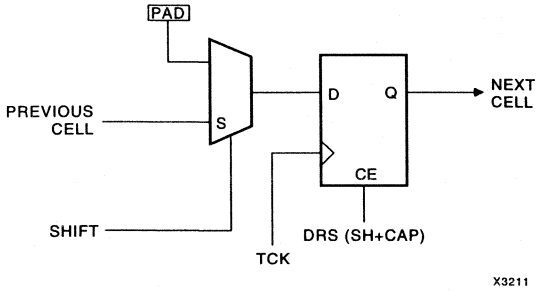 PAD
PREVIOUS
CELL
S
D
Q
NEXT
CELL
CE
SHIFT
TCK
DRS (SH+CAP)
X3211